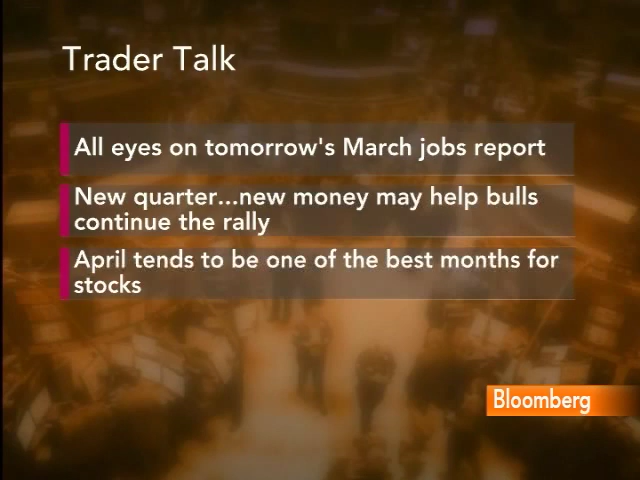 Trader Talk
All eyes on tomorrow's March jobs report
New quarter...new money may help bulls
continue the rally
April tends to be one of the best months for
stocks
Bloomberg